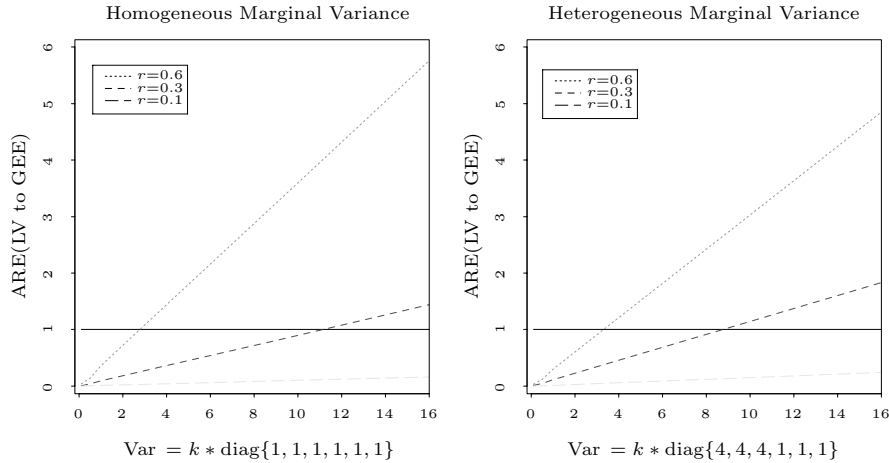 Homogeneous Marginal Variance
ARE(LV to GEE)
6
5
4
3
2
1
0
r=0.6
r=0.3
r=0.1
0 2 4 6 8 10 12 14 16
Var = k ∗ diag{1, 1, 1, 1, 1, 1}
Heterogeneous Marginal Variance
ARE(LV to GEE)
6
5
4
3
2
1
0
r=0.6
r=0.3
r=0.1
0 2 4 6 8 10 12 14 16
Var = k ∗ diag{4, 4, 4, 1, 1, 1}